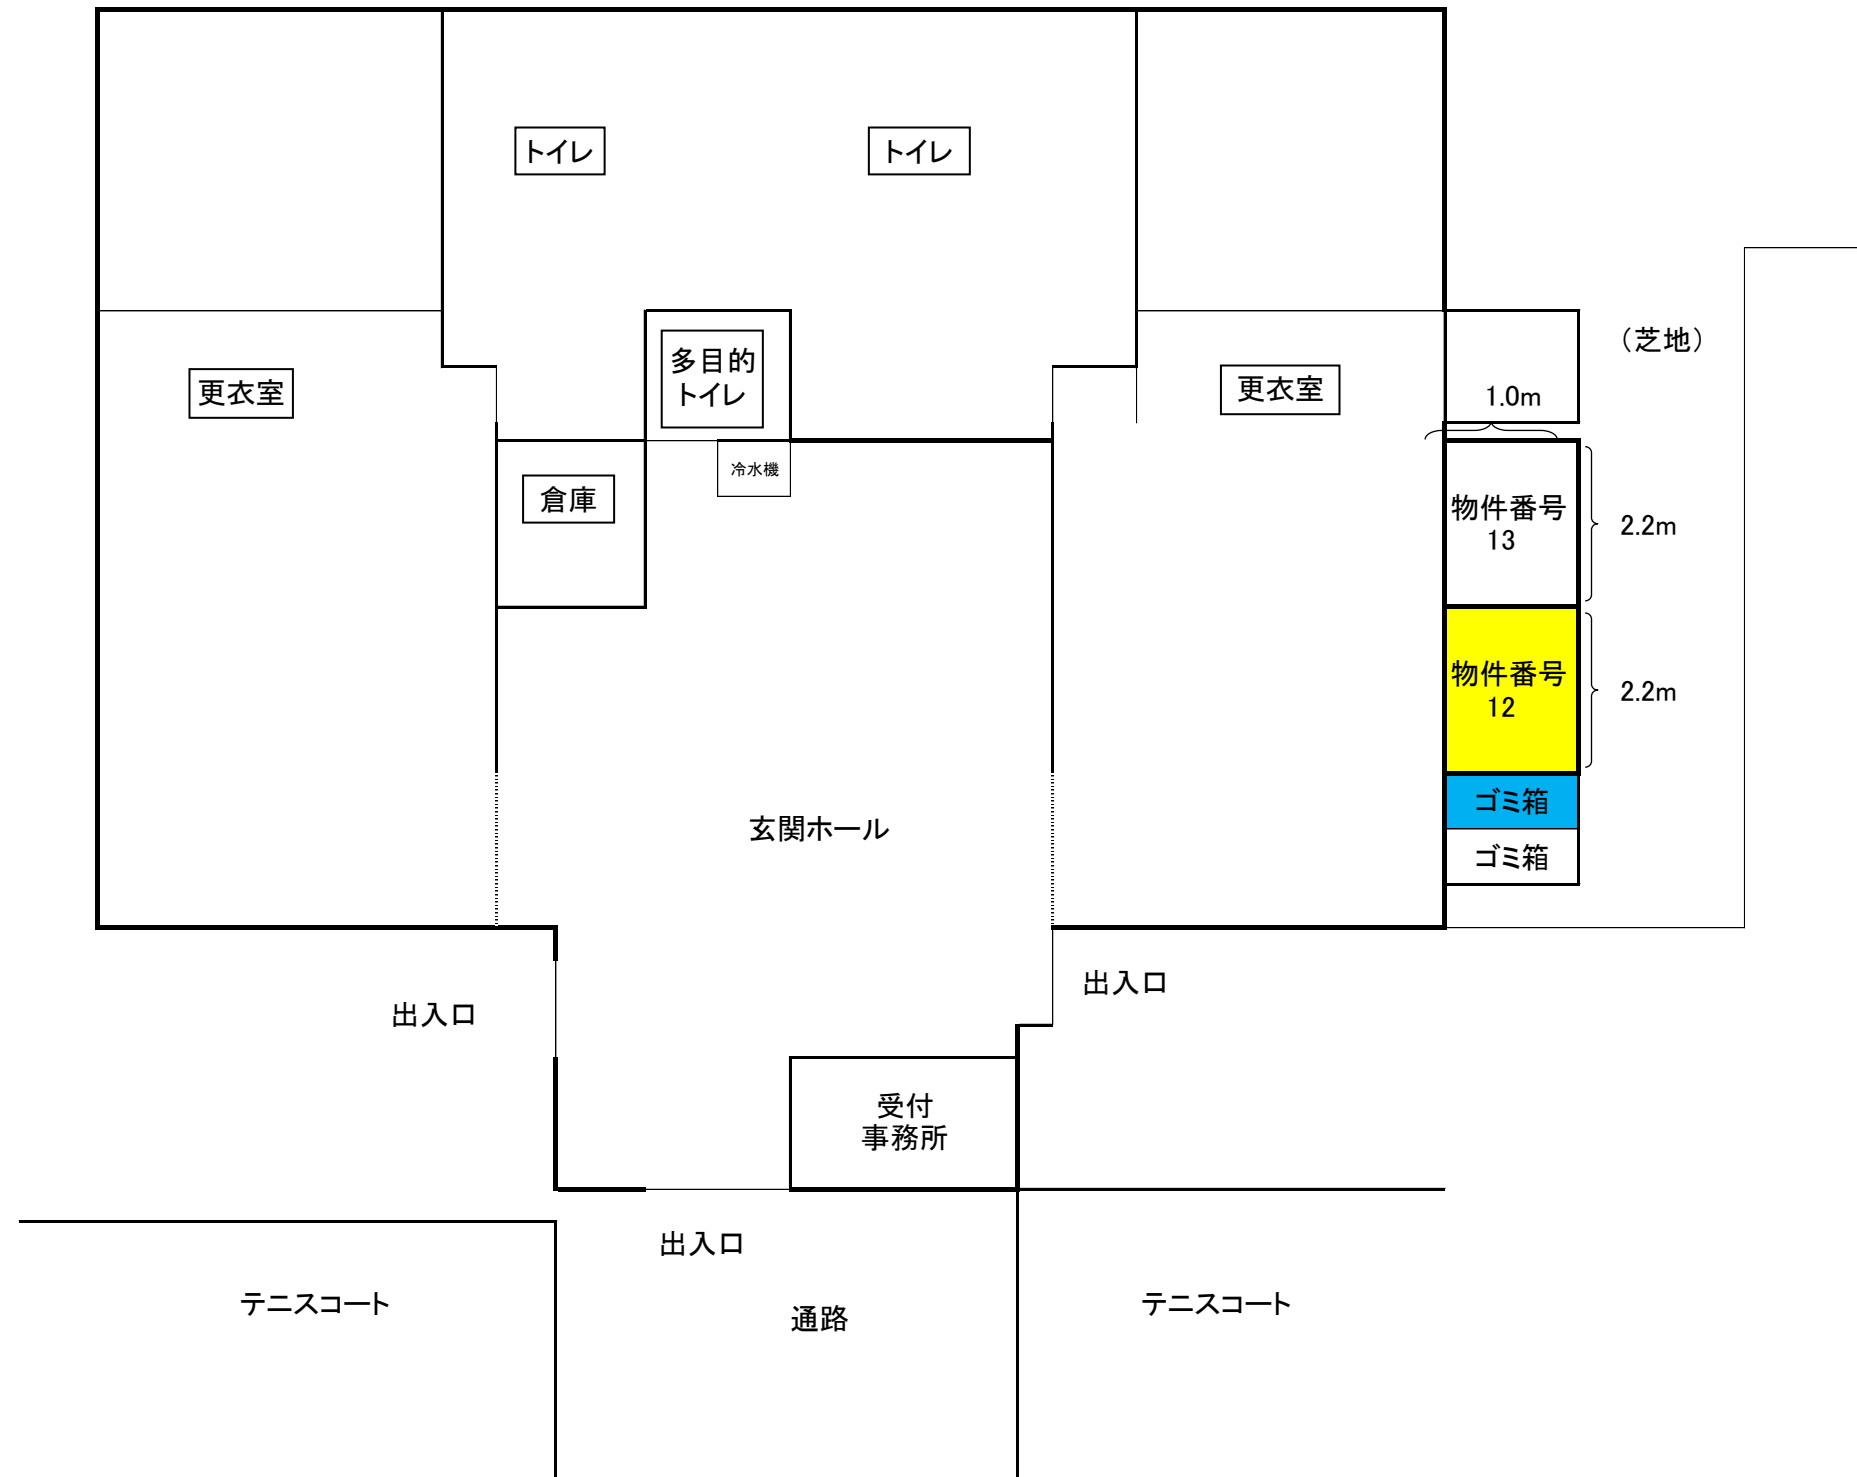 トイレ
トイレ
(芝地)
多目的
トイレ
更衣室
更衣室
1.0m
冷水機
倉庫
物件番号
13
2.2m
物件番号
12
2.2m
ゴミ箱
玄関ホール
ゴミ箱
出入口
出入口
受付
事務所
出入口
テニスコート
通路
テニスコート